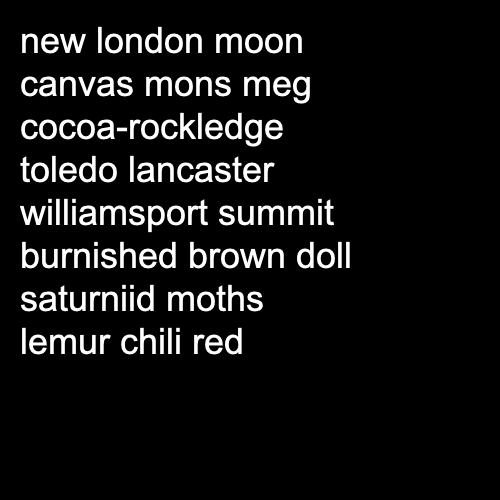 new london moon
canvas mons meg
cocoa-rockledge
toledo lancaster
williamsport summit
burnished brown doll
saturniid moths
lemur chili red